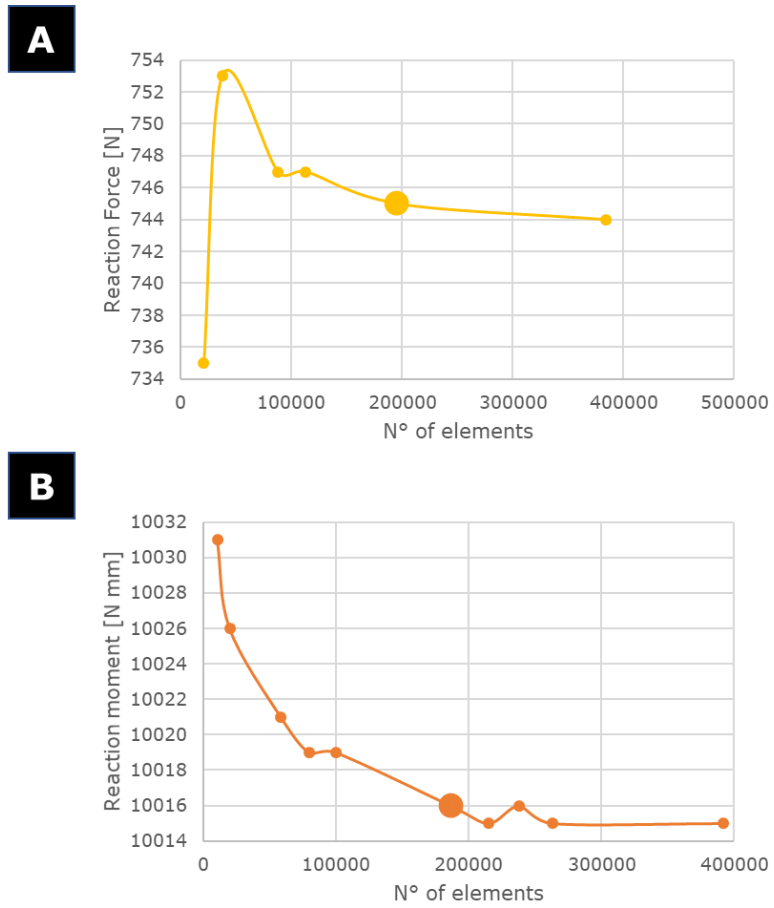 A
754
752
750
748
746
744
742
740
738
736
734
Reaction Force [N]
0 100000 200000 300000 400000 500000
N° of elements
B
10032
10030
10028
10026
10024
10022
10020
10018
10016
10014
Reaction moment [N mm]
0 100000 200000 300000 400000
N° of elements